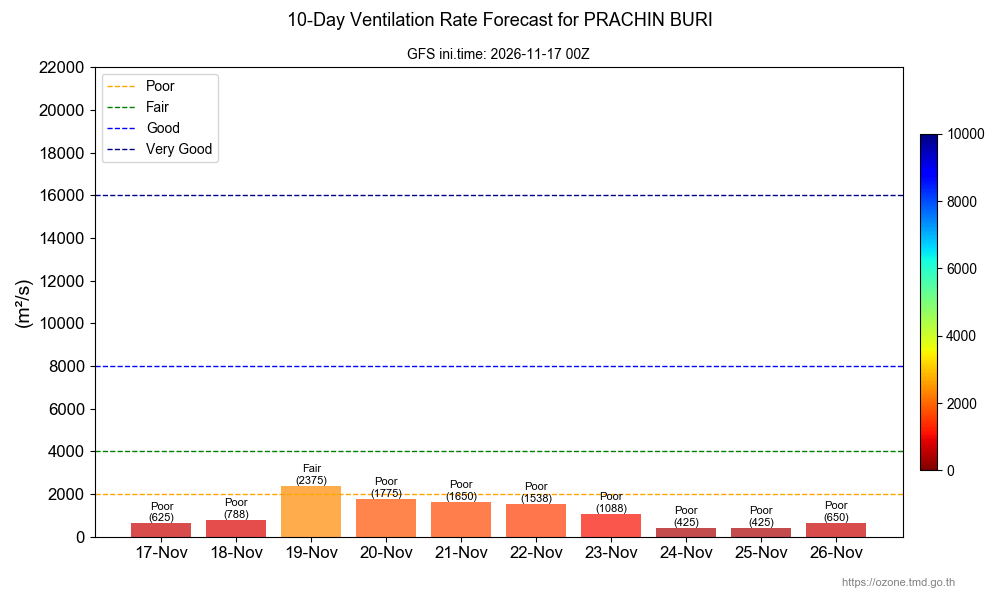 10-Day Ventilation Rate Forecast for PRACHIN BURI
GFS ini.time: 2026-11-17 00Z
(m²/s)
22000
20000
18000
16000
14000
12000
10000
8000
6000
4000
2000
0
Poor
Fair
Good
Very Good
Poor
(625)
Poor
(788)
Fair
(2375)
Poor
(1775)
Poor
(1650)
Poor
(1538)
Poor
(1088)
Poor
(425)
Poor
(425)
Poor
(650)
17-Nov
18-Nov
19-Nov
20-Nov
21-Nov
22-Nov
23-Nov
24-Nov
25-Nov
26-Nov
10000
8000
6000
4000
2000
0
https://ozone.tmd.go.th